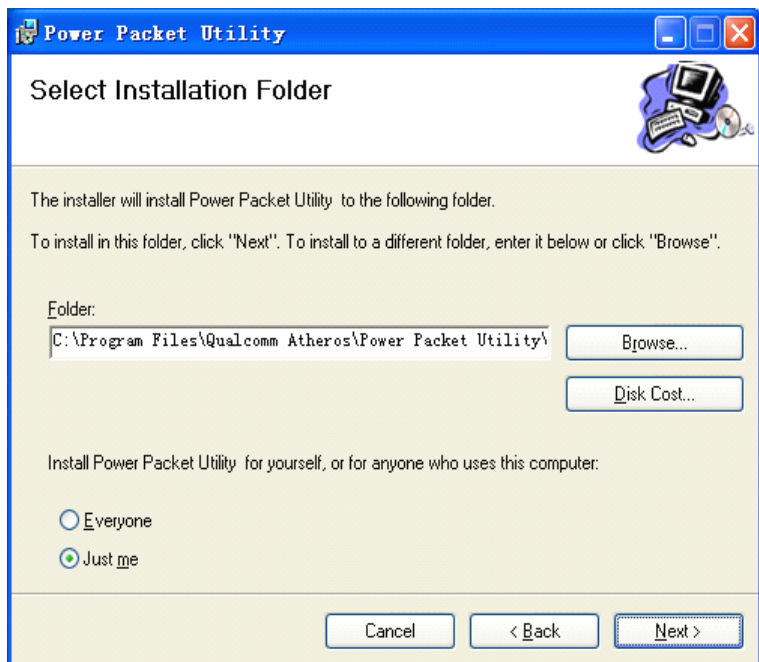 Power Packet Utility
Select Installation Folder
The installer will install Power Packet Utility to the following folder.
To install in this folder, click "Next". To install to a different folder, enter it below or click "Browse".
Folder:
C:\Program Files\Qualcomm Atheros\Power Packet Utility\
Browse...
Disk Cost...
Install Power Packet Utility for yourself, or for anyone who uses this computer:
Everyone
Just me
Cancel
< Back
Next >